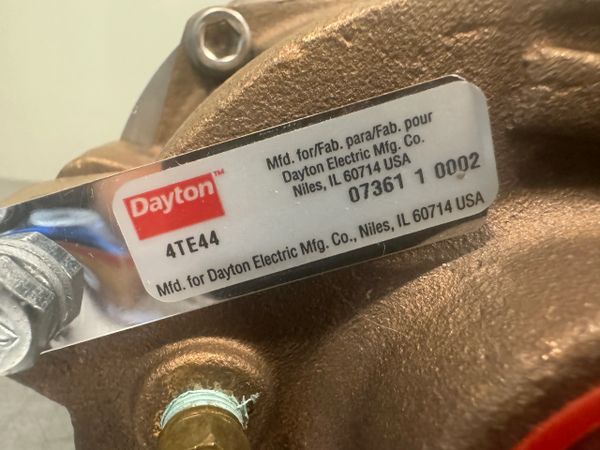 Dayton™
4TE44
Mfd. for/Fab. para/Fab. pour
Dayton Electric Mfg. Co.
Niles, IL 60714 USA
07361 1 0002
Mfd. for Dayton Electric Mfg. Co., Niles, IL 60714 USA